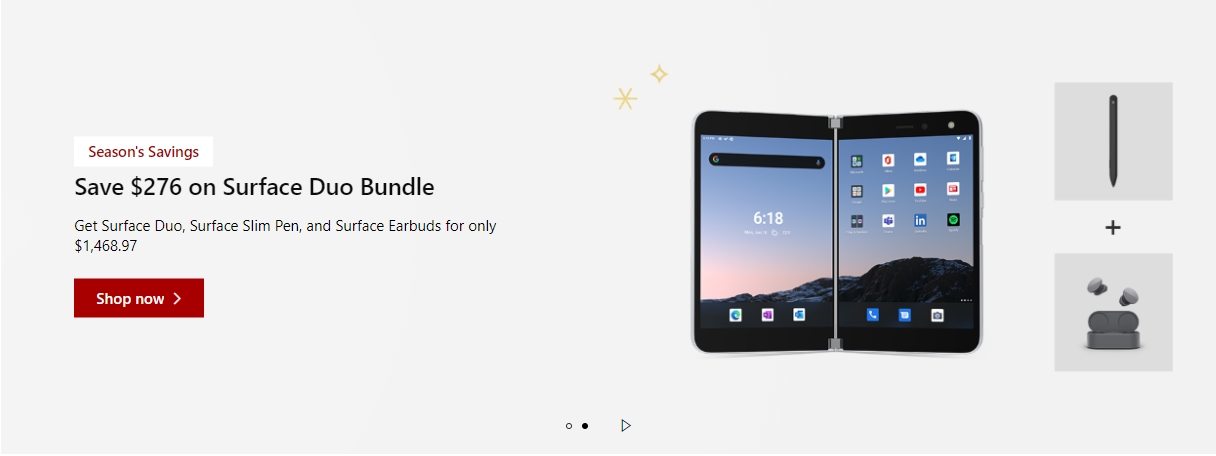 Season's Savings
Save $276 on Surface Duo Bundle
Get Surface Duo, Surface Slim Pen, and Surface Earbuds for only
$1,468.97
Shop now
6:18